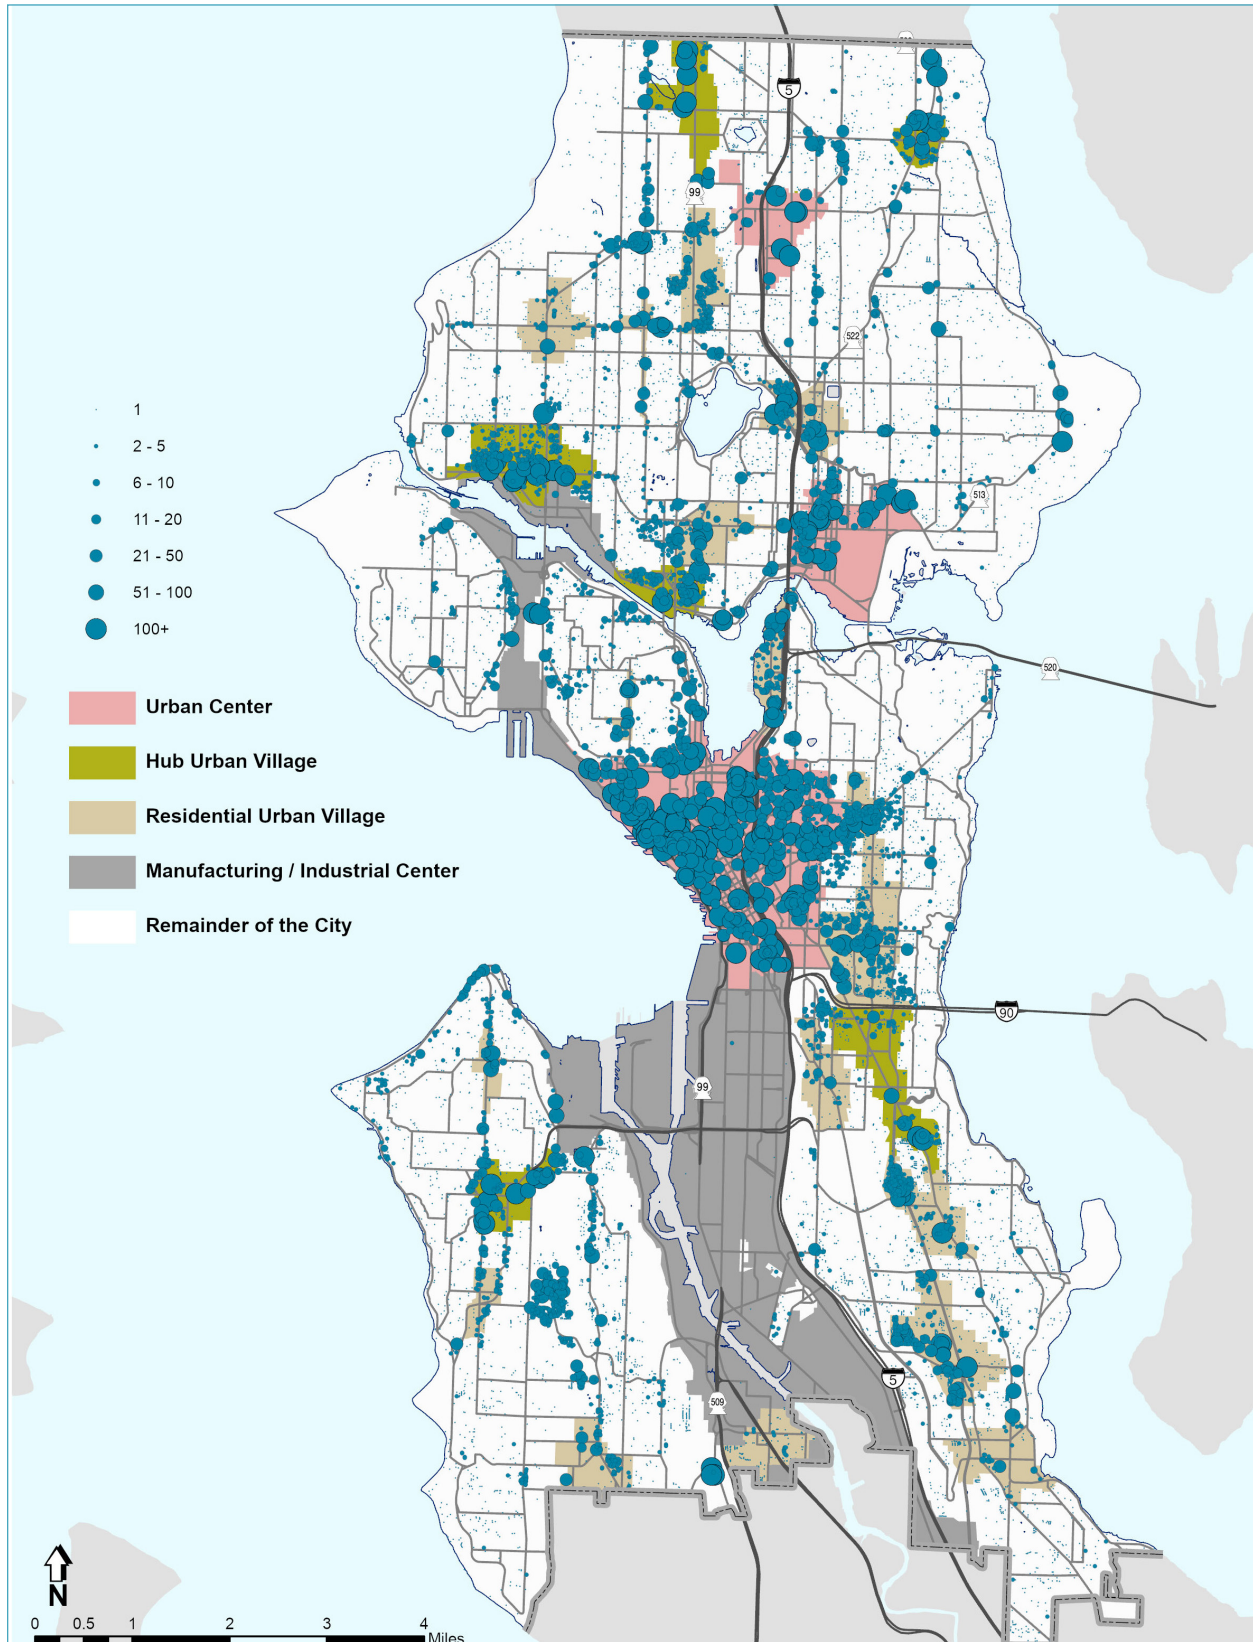 5
99
522
513
1
2 - 5
6 - 10
11 - 20
21 - 50
51 - 100
100+
520
Urban Center
Hub Urban Village
Residential Urban Village
Manufacturing / Industrial Center
Remainder of the City
90
99
5
509
N
0 0.5 1 2 3 4
Miles